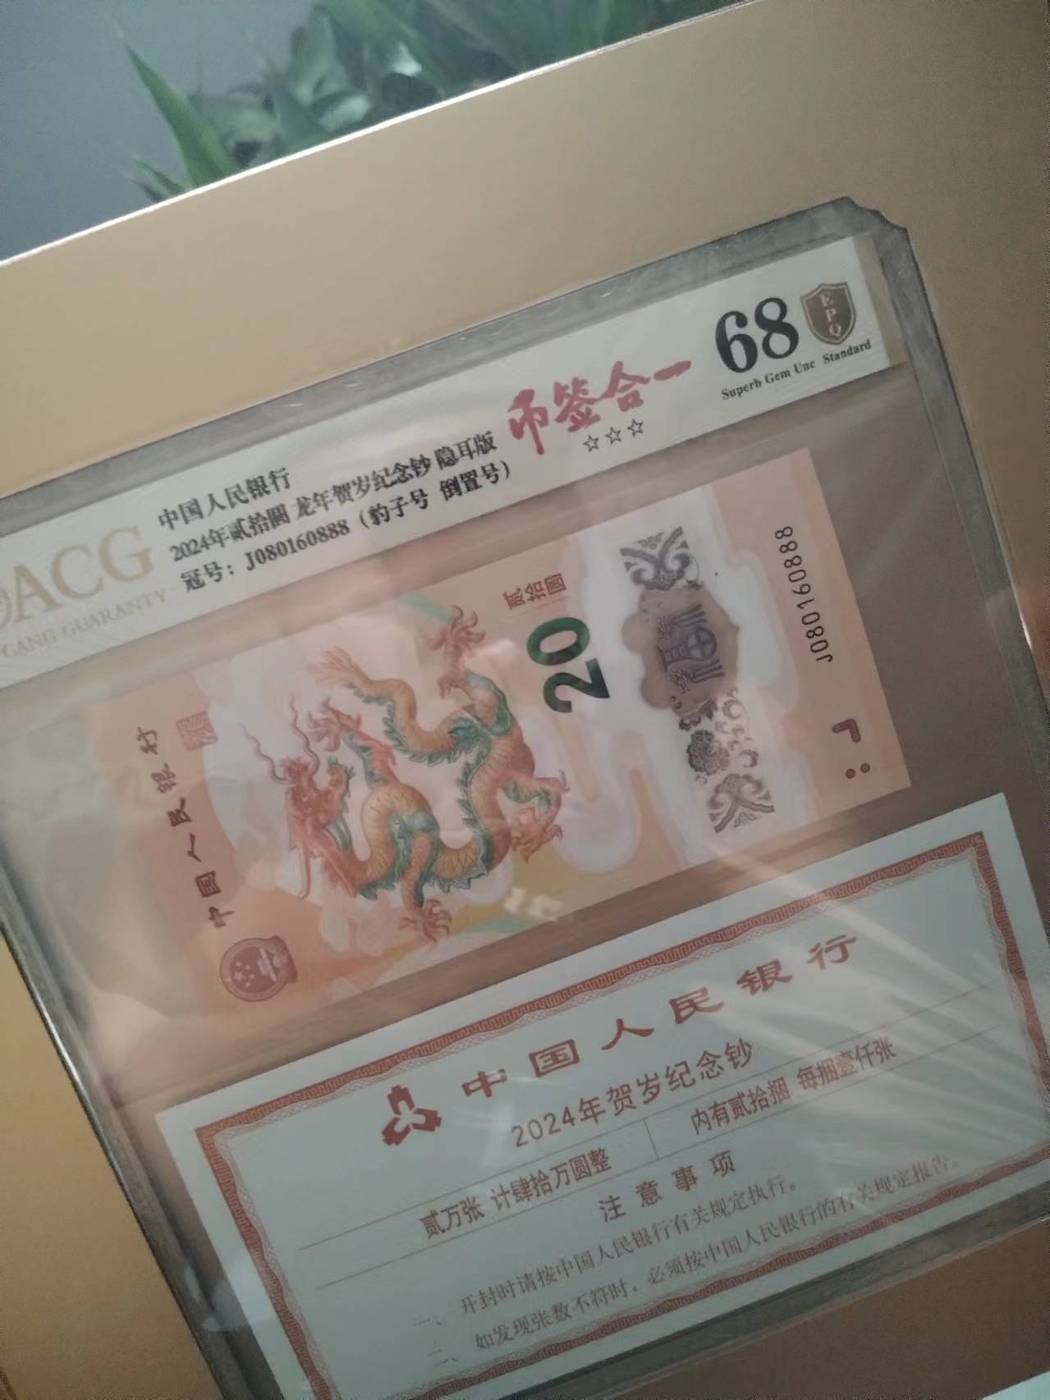 ACG
GUARANTY
中国人民银行
2024年贰拾圆 龙年贺岁纪念钞 隐耳版
冠号：J080160888（豹子号 倒置号）
币签合一
☆☆☆
68
EPQ
Superb Gem Unc Standard
中国人民银行
贰拾圆
20
J080160888
中国人民银行
2024年贺岁纪念钞
贰万张 计肆拾万圆整
内有贰拾捆 每捆壹仟张
注意事项
一、开封时请按中国人民银行有关规定执行。
二、如发现张数不符时，必须按中国人民银行的有关规定报告。